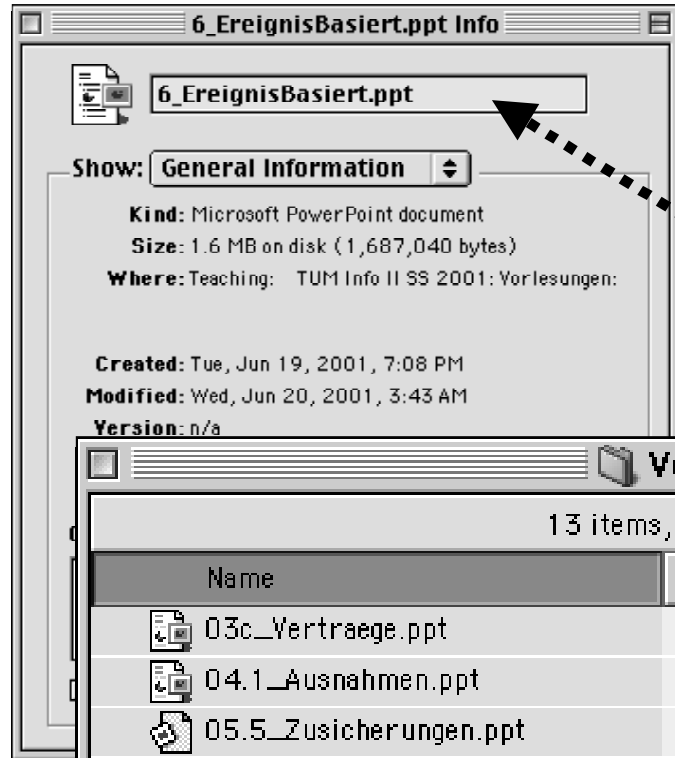 6_EreignisBasiert.ppt Info
6_EreignisBasiert.ppt
Show: General Information
Kind: Microsoft PowerPoint document
Size: 1.6 MB on disk (1,687,040 bytes)
Where: Teaching: TUM Info II SS 2001: Vorlesungen:
Created: Tue, Jun 19, 2001, 7:08 PM
Modified: Wed, Jun 20, 2001, 3:43 AM
Version: n/a
13 items,
Name
03c_Vertraege.ppt
04.1_Ausnahmen.ppt
05.5_Zusicherungen.ppt